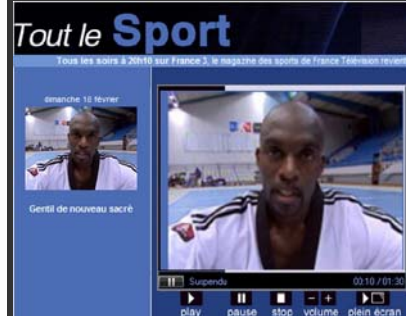 Tout le Sport
Tous les soirs à 20h10 sur France 3, le magazine des sports de France Télévision revient
dimanche 18 février
Gentil de nouveau sacré
Suspendu
00:10 / 01:30
play pause stop volume plein écran